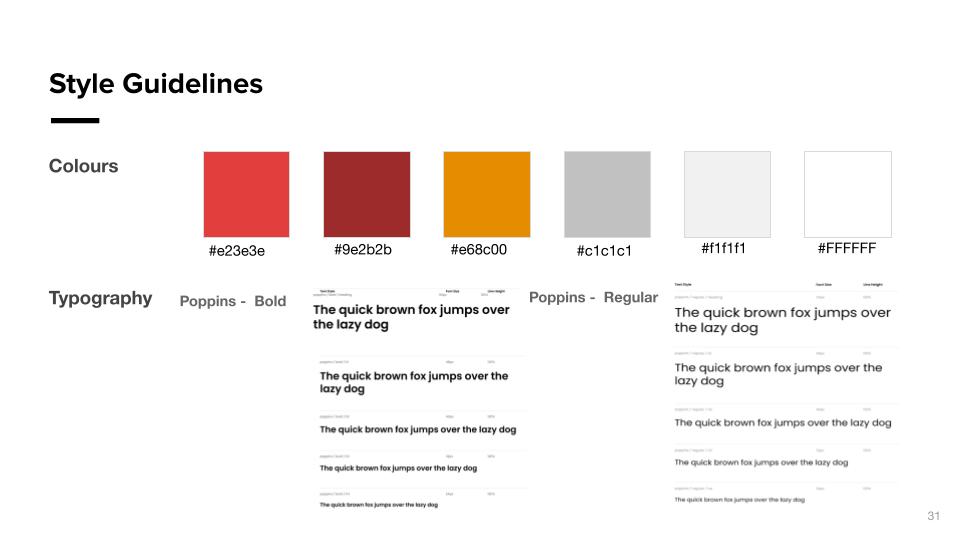 Style Guidelines
Colours
#e23e3e
#9e2b2b
#e68c00
#c1c1c1
#f1f1f1
#FFFFFF
Typography
Poppins - Bold
Text Style Font Size Line Height
The quick brown fox jumps over
the lazy dog
The quick brown fox jumps over the
lazy dog
The quick brown fox jumps over the lazy dog
The quick brown fox jumps over the lazy dog
The quick brown fox jumps over the lazy dog
Poppins - Regular
Text Style Font Size Line Height
The quick brown fox jumps over
the lazy dog
The quick brown fox jumps over the
lazy dog
The quick brown fox jumps over the lazy dog
The quick brown fox jumps over the lazy dog
The quick brown fox jumps over the lazy dog
31